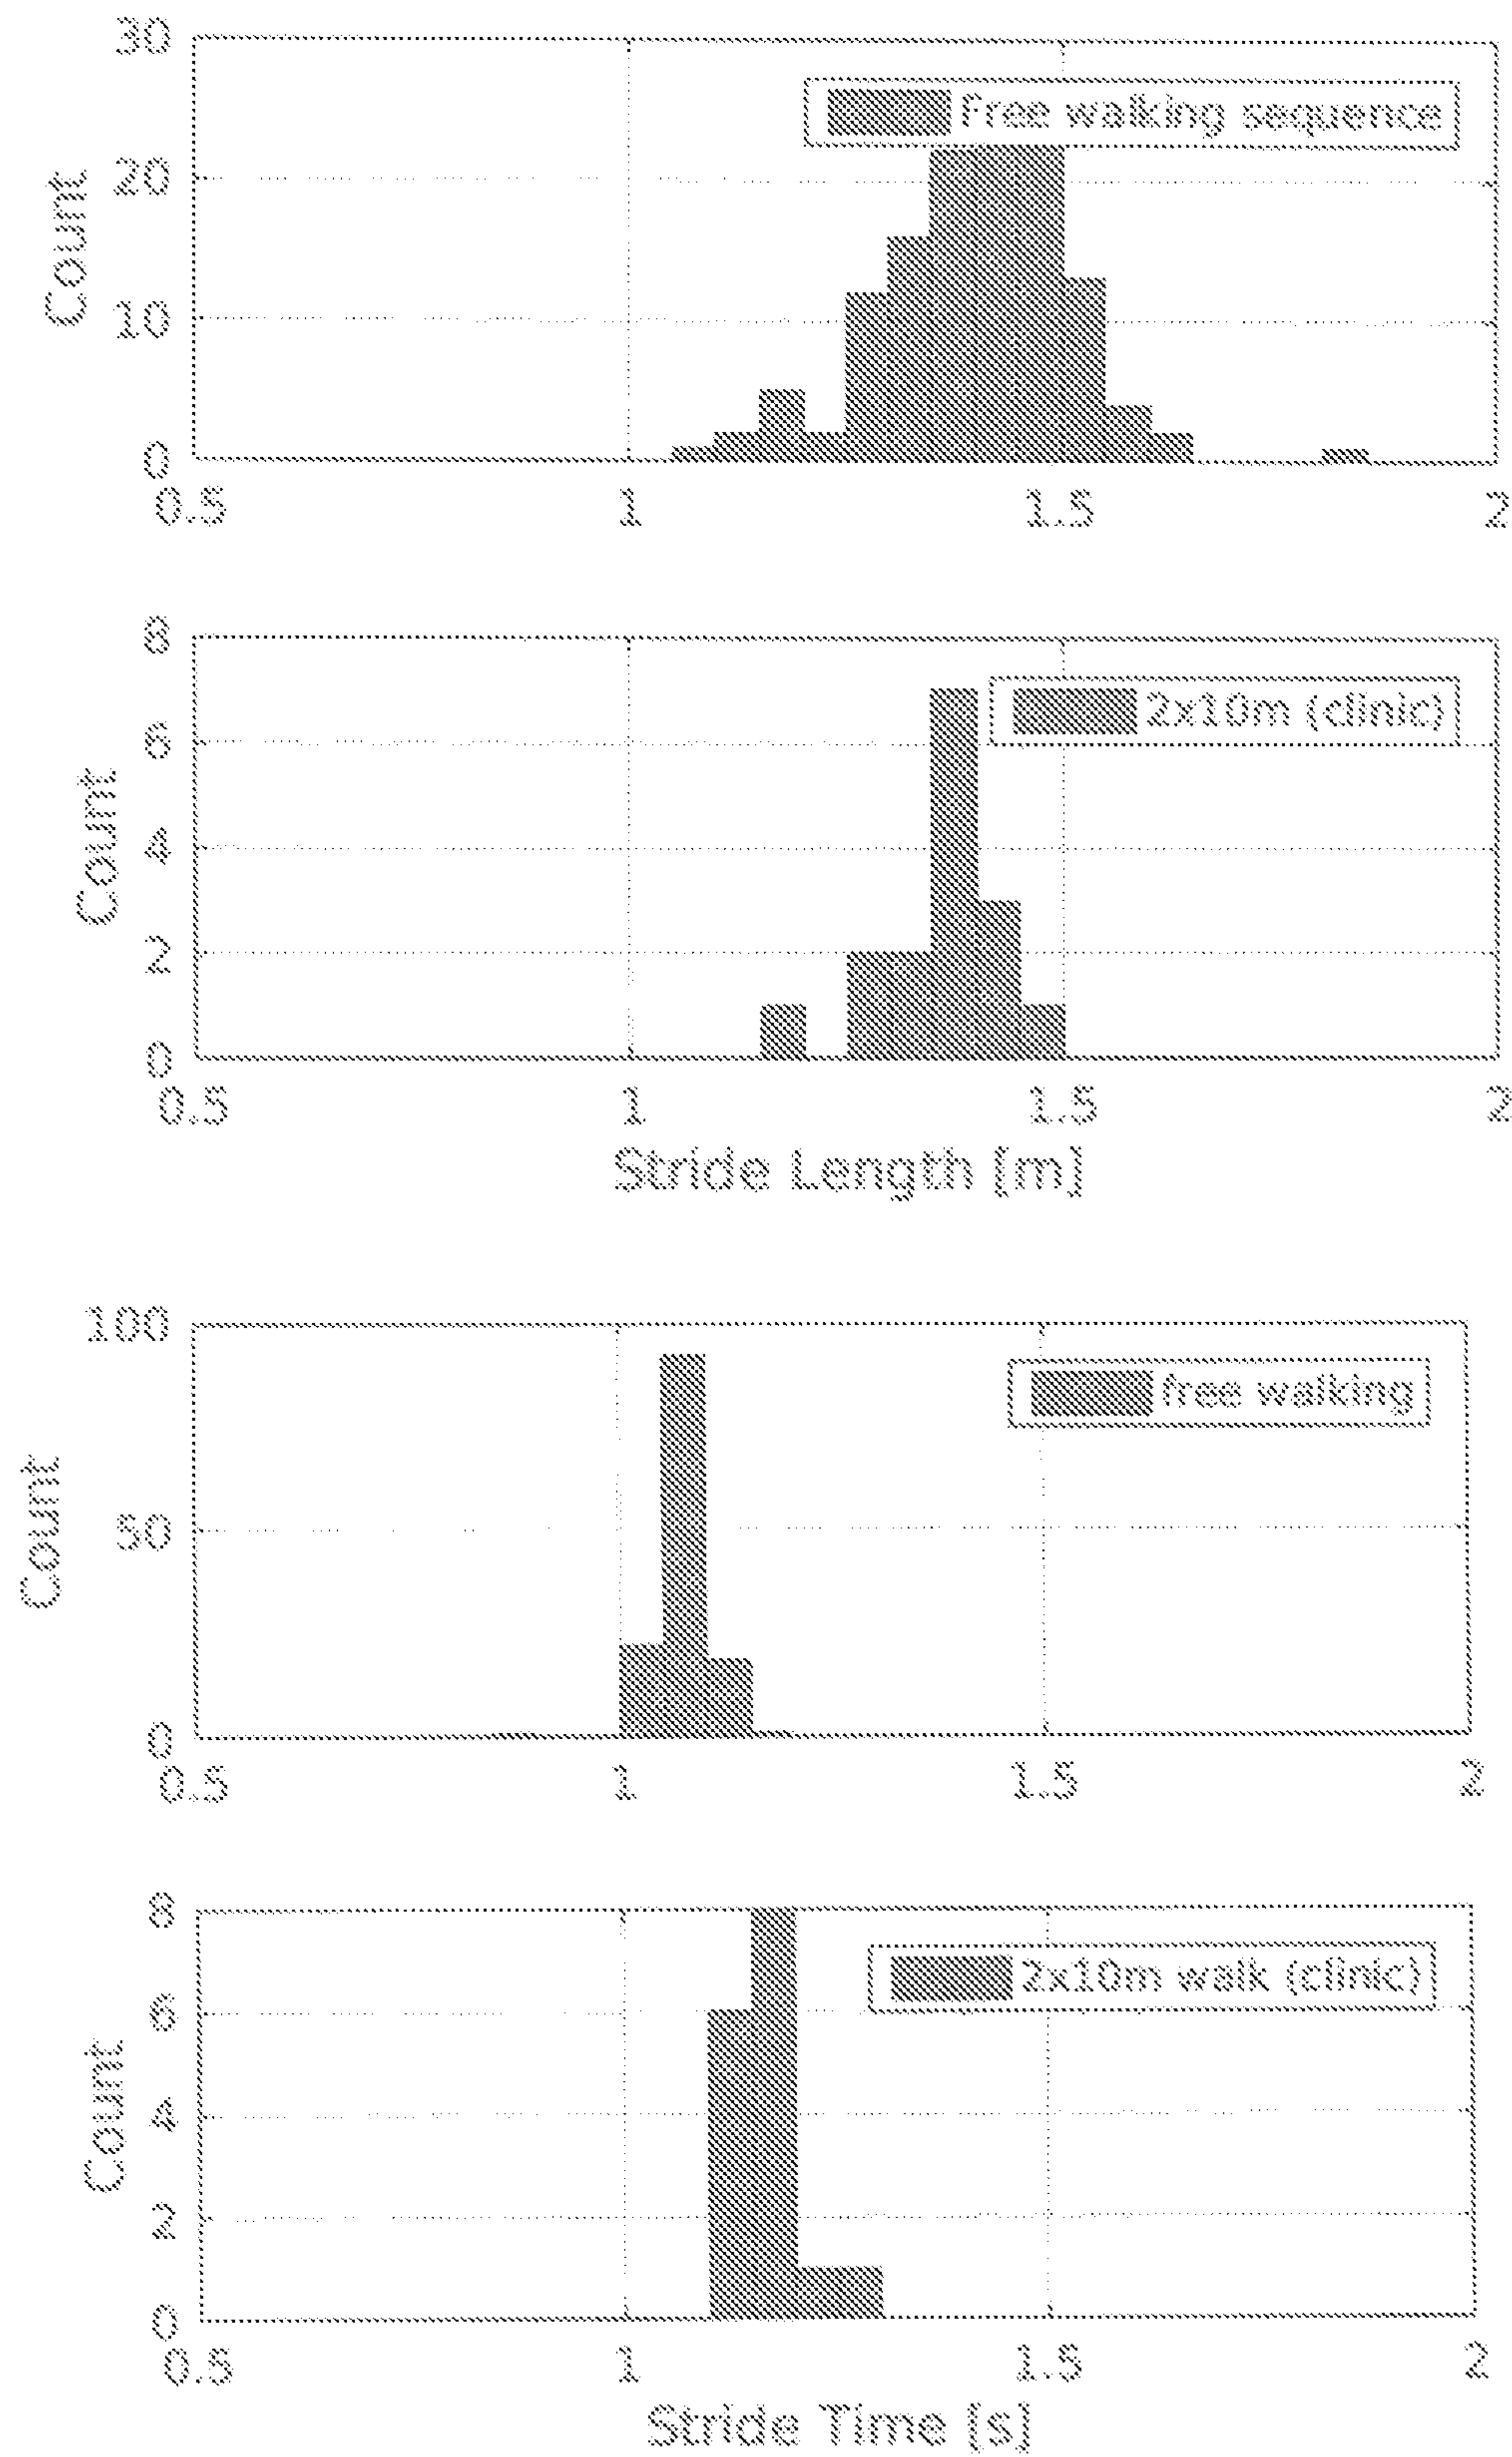 30
Free walking sequence
20
Count
10
0
0.5 1 1.5 2
8
2x10m (clinic)
6
Count
4
2
0
0.5 1 1.5 2
Stride Length [m]
100
free walking
Count
50
0
0.5 1 1.5 2
8
2x10m walk (clinic)
6
Count
4
2
0
0.5 1 1.5 2
Stride Time [s]